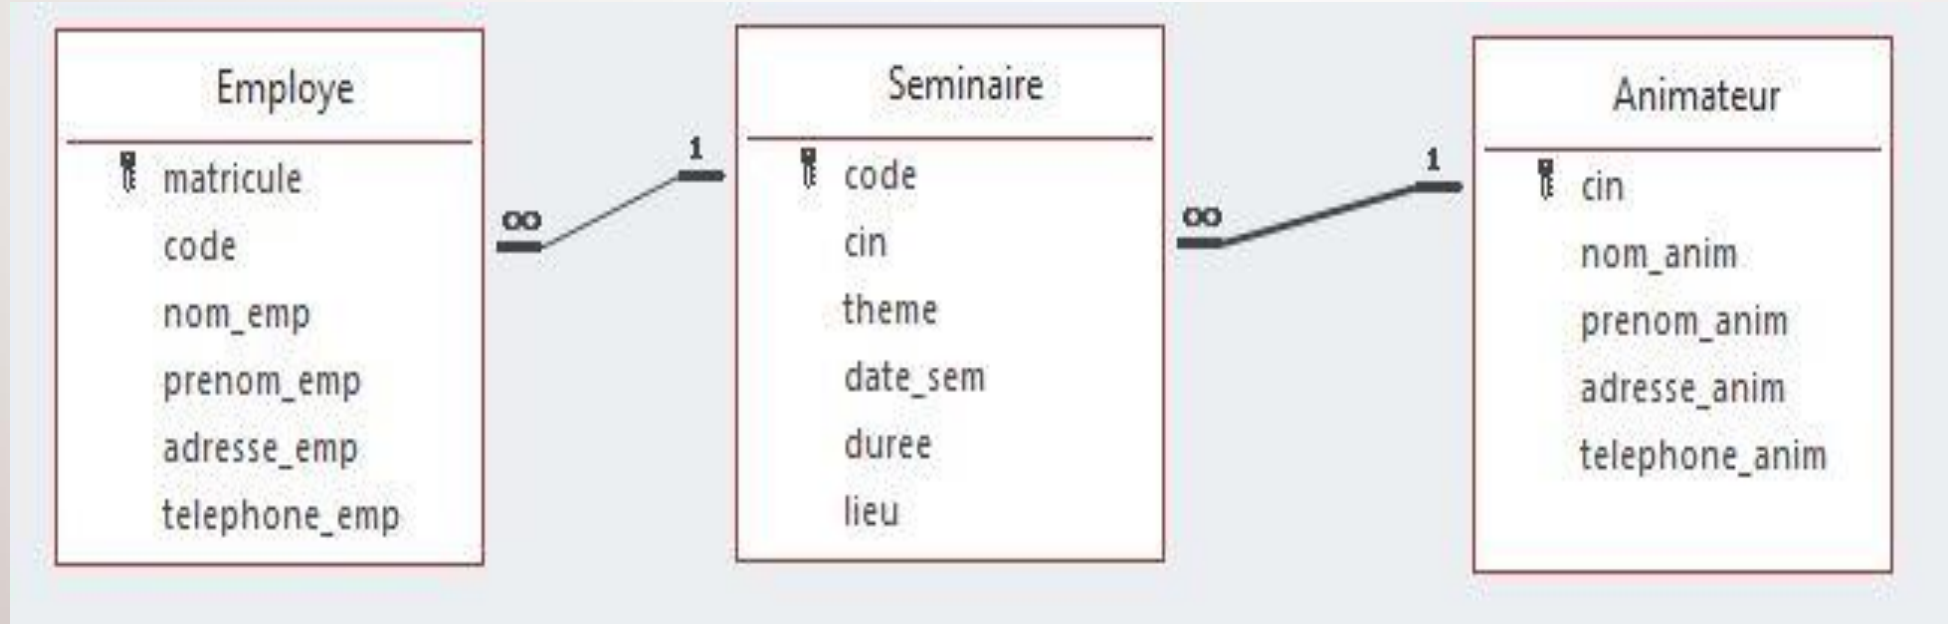 Employe
matricule
code
nom_emp
prenom_emp
adresse_emp
telephone_emp
∞
1
Seminaire
code
cin
theme
date_sem
duree
lieu
∞
1
Animateur
cin
nom_anim
prenom_anim
adresse_anim
telephone_anim